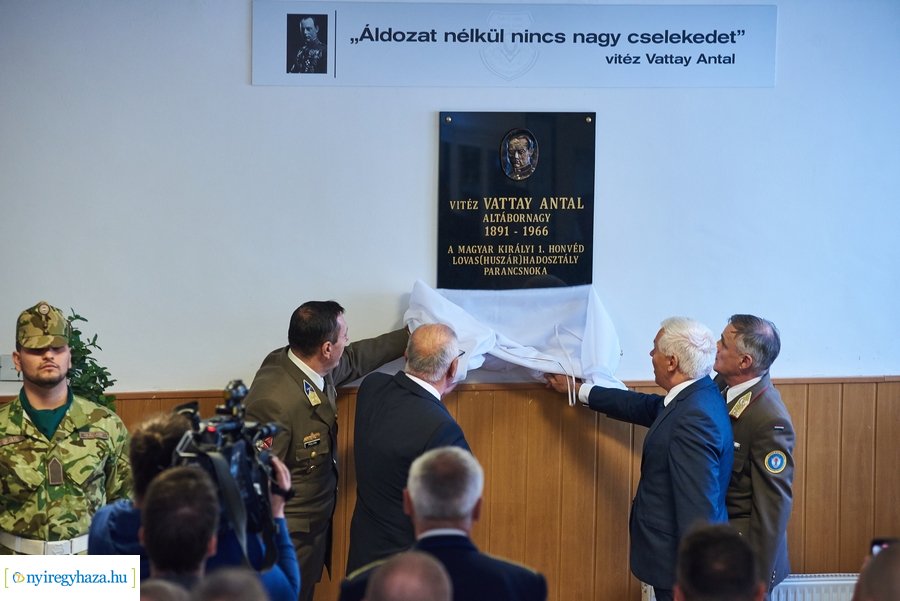 „Áldozat nélkül nincs nagy cselekedet”
vitéz Vattay Antal
VITÉZ VATTAY ANTAL
ALTÁBORNAGY
1891 - 1966
A MAGYAR KIRÁLYI 1. HONVÉD
LOVAS(HUSZÁR)HADOSZTÁLY
PARANCSNOKA
nyiregyhaza.hu